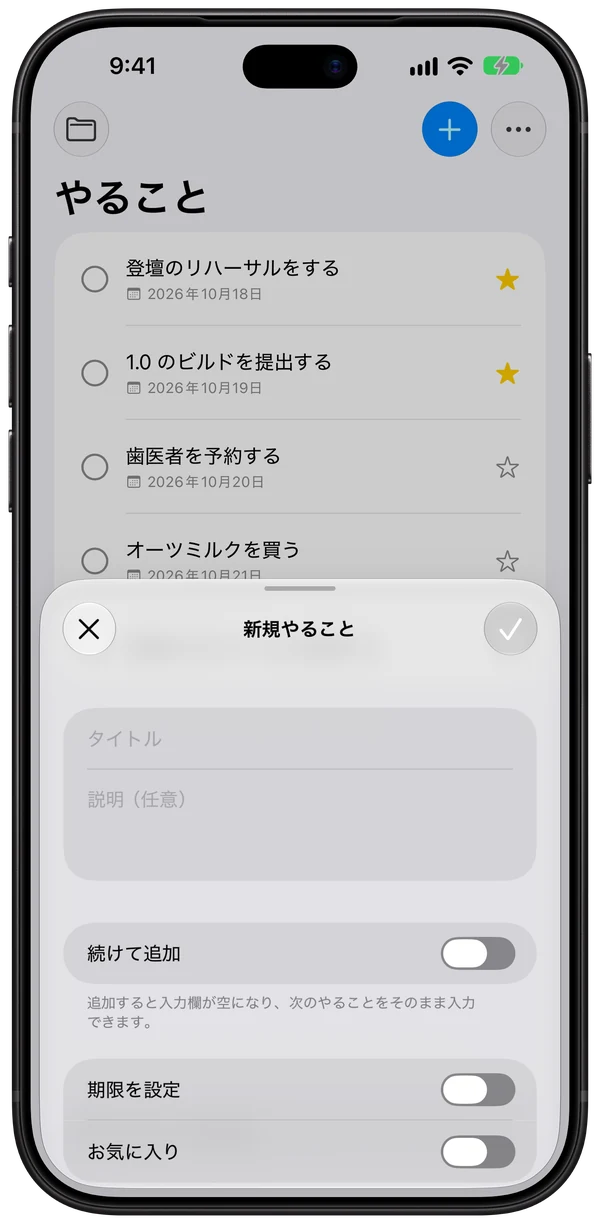 9:41
やること
登壇のリハーサルをする
2026年10月18日
1.0 のビルドを提出する
2026年10月19日
歯医者を予約する
2026年10月20日
オーツミルクを買う
2026年10月21日
新規やること
タイトル
説明（任意）
続けて追加
追加すると入力欄が空になり、次のやることをそのまま入力
できます。
期限を設定
お気に入り